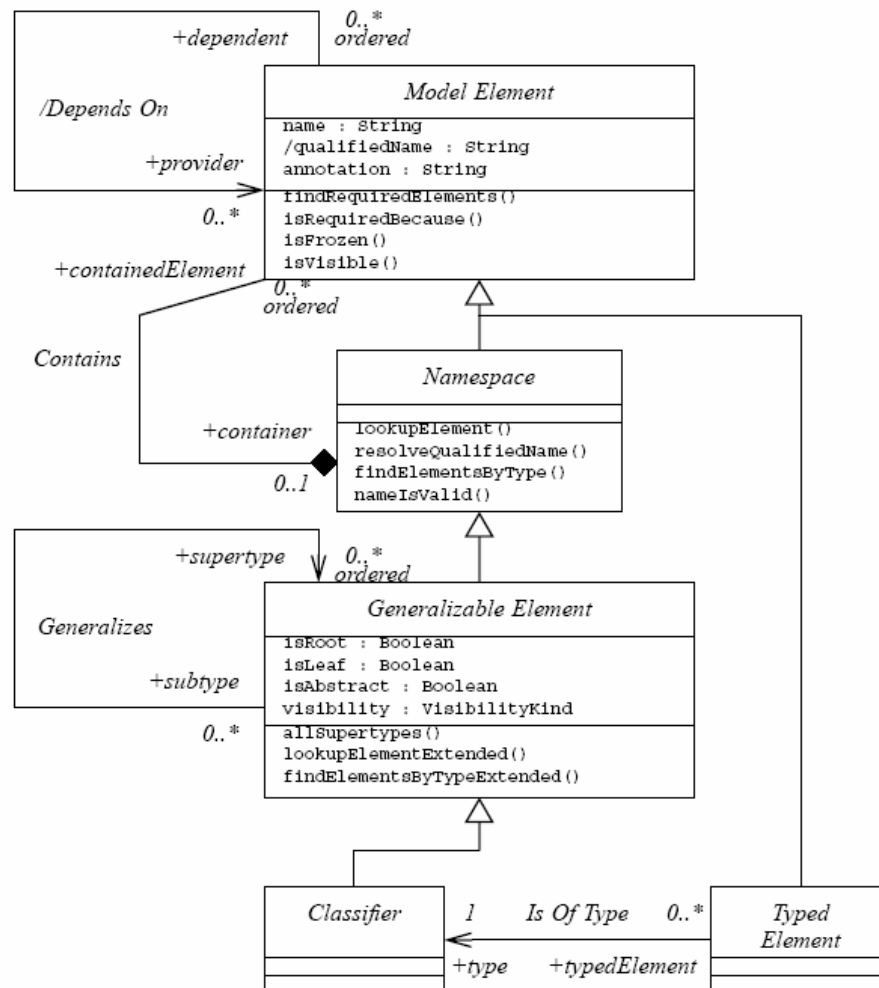 0..*
+dependent ordered
Model Element
/Depends On
name : String
/qualifiedName : String
annotation : String
+provider
findRequiredElements()
0..*
isRequiredBecause()
isFrozen()
isVisible()
+containedElement
0..*
ordered
Contains
Namespace
+container
lookupElement()
resolveQualifiedName()
0..1
findElementsByType()
nameIsValid()
+supertype
0..*
ordered
Generalizable Element
Generalizes
isRoot : Boolean
isLeaf : Boolean
isAbstract : Boolean
+subtype
visibility : VisibilityKind
0..*
allSupertypes()
lookupElementExtended()
findElementsByTypeExtended()
Classifier
1 Is Of Type 0..*
Typed
Element
+type +typedElement